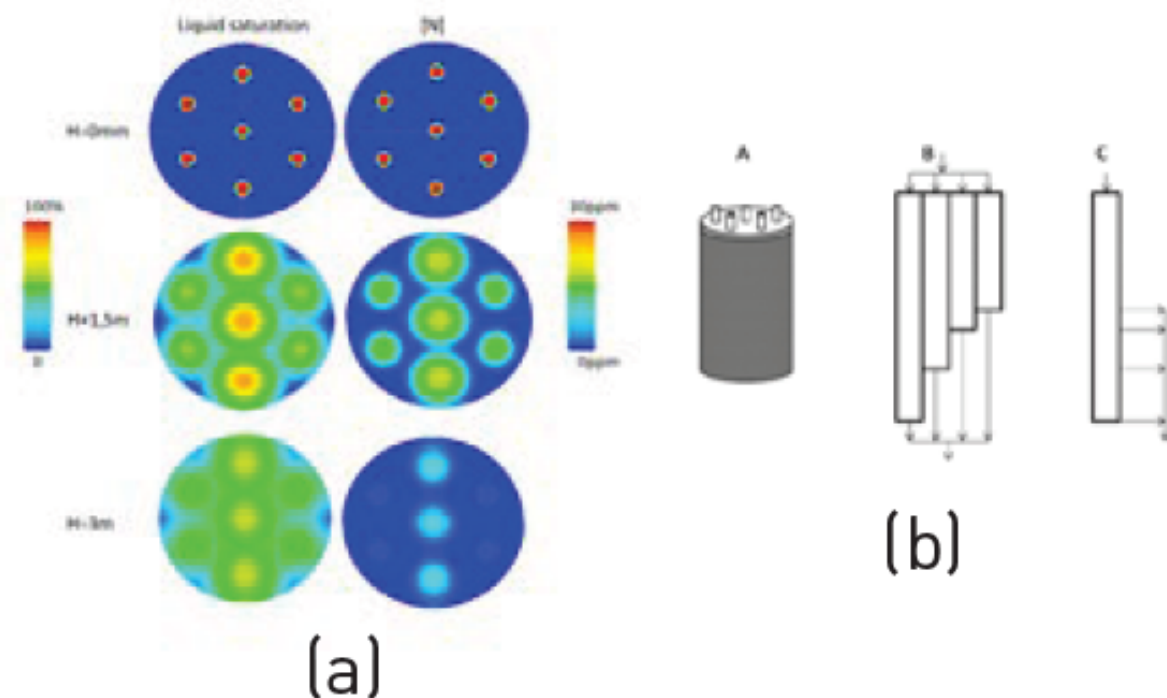 Liquid saturation [N]
H=0mm
100%
0
H=1,5m
0ppm
H=3m
(a)
A B C
(b)